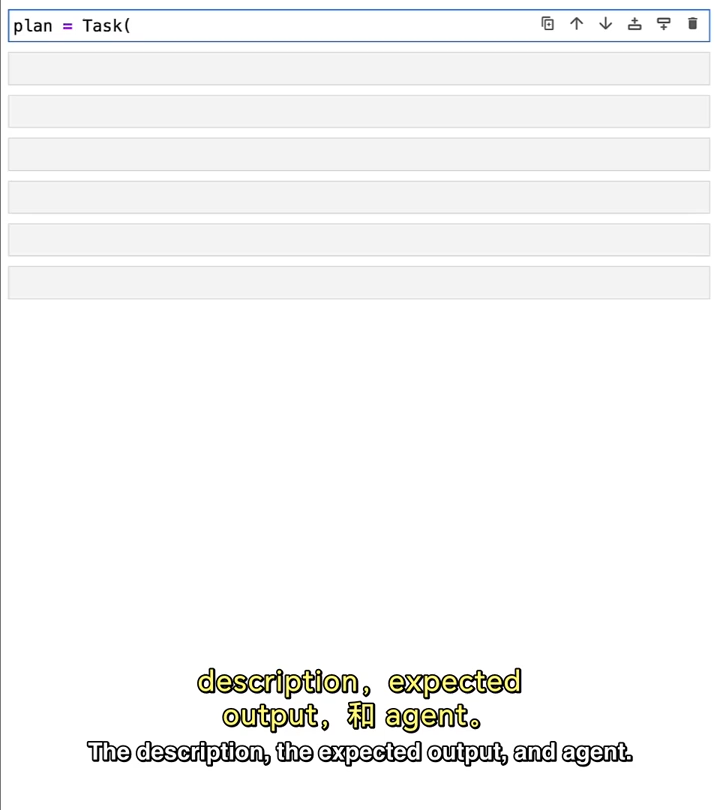 plan = Task(
description，expected
output，和 agent。
The description, the expected output, and agent.